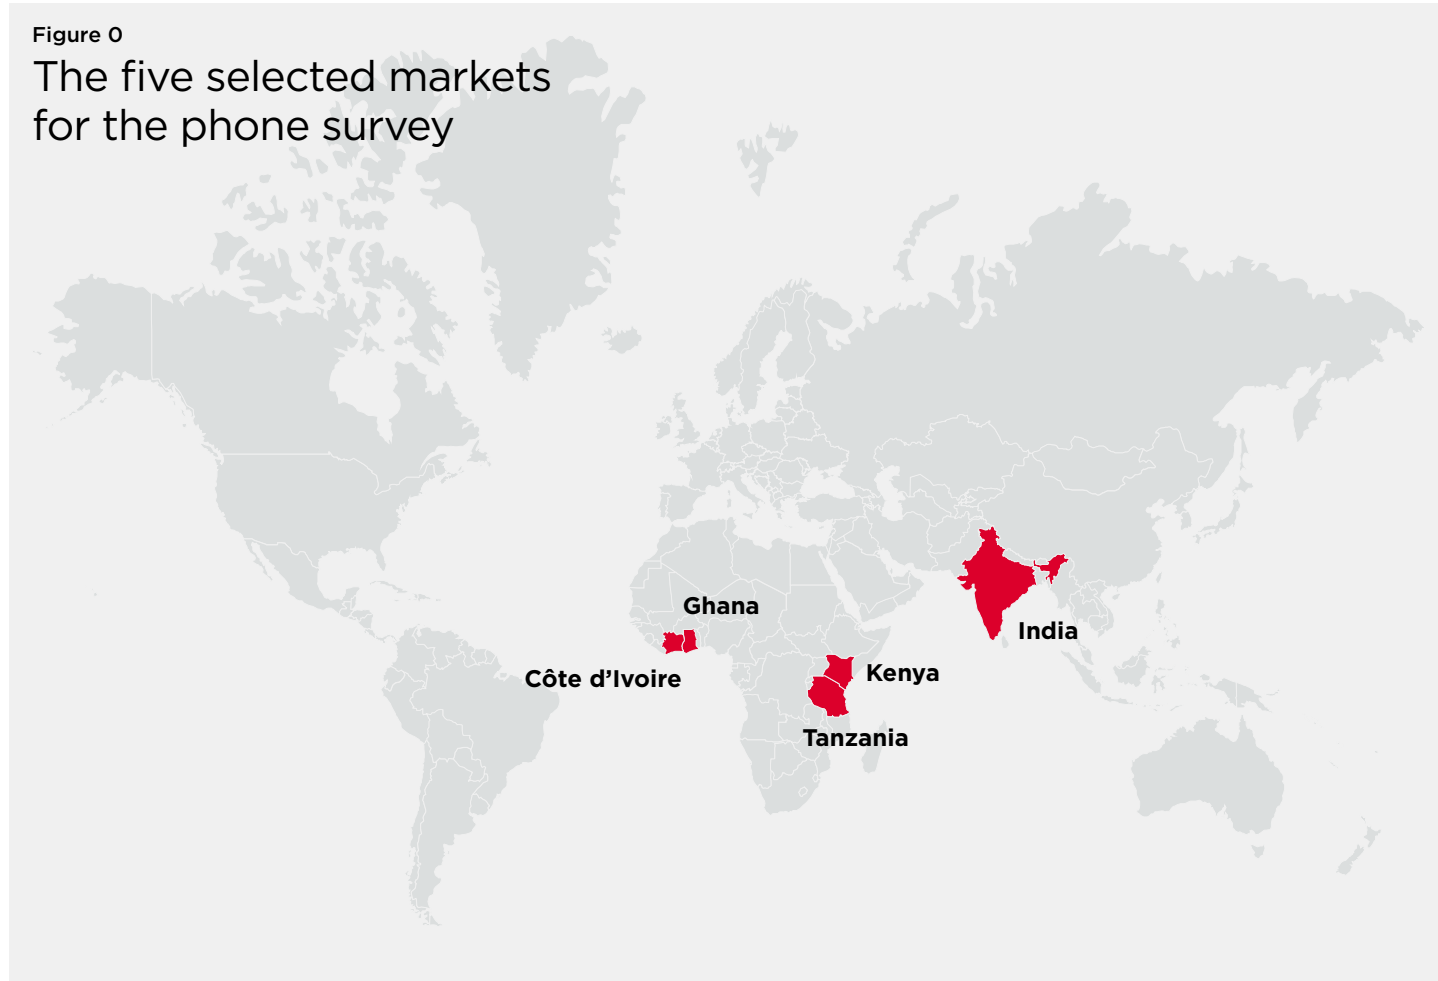 Figure 0
The five selected markets
for the phone survey
Ghana
India
Côte d’Ivoire
Kenya
Tanzania